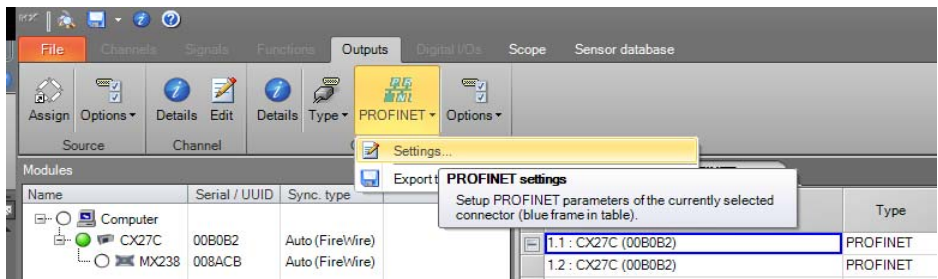 MX
File Channels Signals Functions Outputs Digital I/Os Scope Sensor database
Assign Options Details Edit Details Type PROFINET Options
Source Channel
Settings...
Modules
Export t
PROFINET settings
Setup PROFINET parameters of the currently selected
connector (blue frame in table).
Name Serial / UUID Sync. type
Type
Computer
CX27C 00B0B2 Auto (FireWire)
1.1 : CX27C (00B0B2) PROFINET
MX238 008ACB Auto (FireWire)
1.2 : CX27C (00B0B2) PROFINET